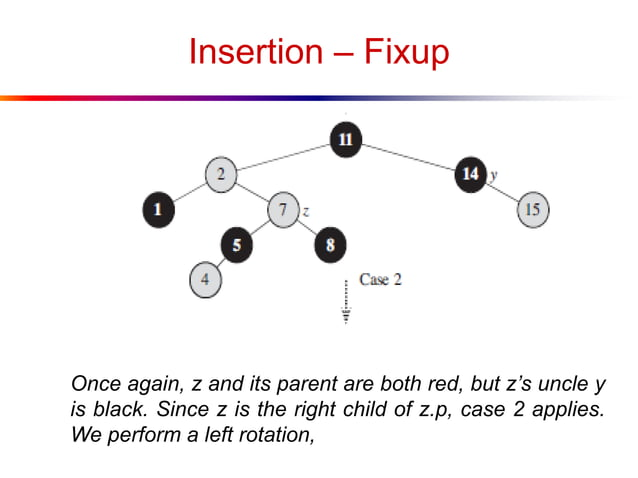 Insertion – Fixup
11
2
14 y
1
7 z
15
5
8
4
Case 2
Once again, z and its parent are both red, but z’s uncle y
is black. Since z is the right child of z.p, case 2 applies.
We perform a left rotation,